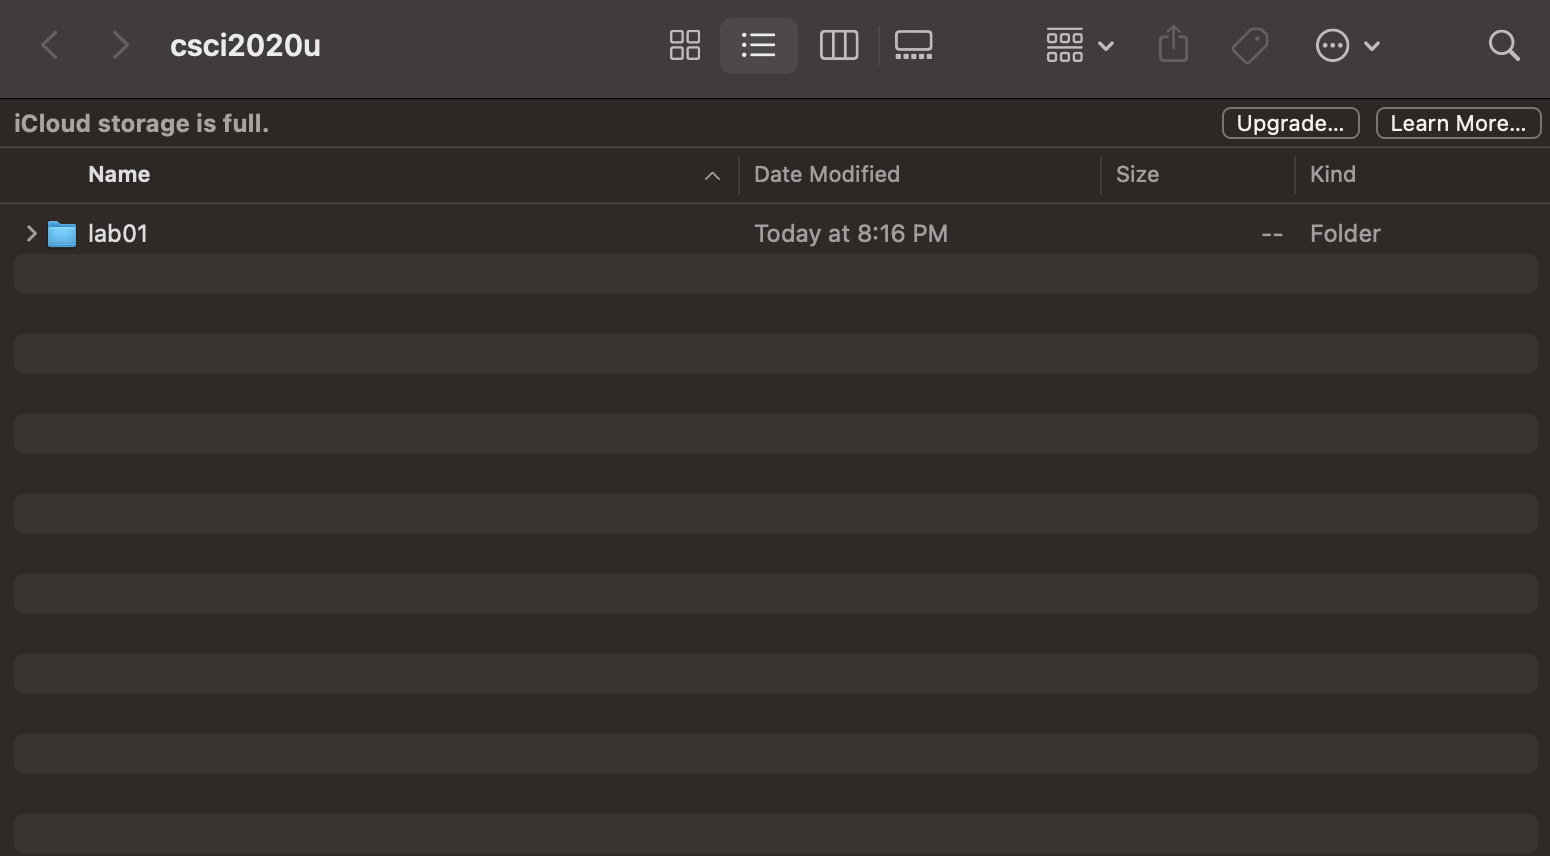 csci2020u
iCloud storage is full. Upgrade... Learn More...
Name Date Modified Size Kind
lab01 Today at 8:16 PM -- Folder